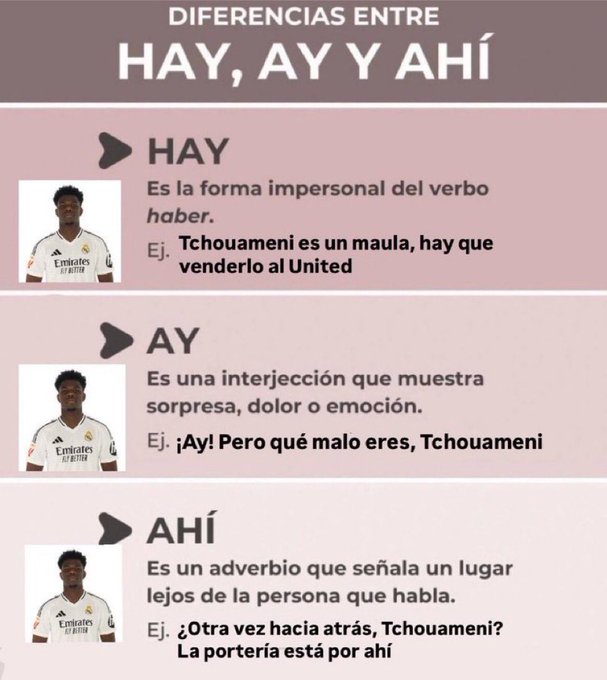 DIFERENCIAS ENTRE
HAY, AY Y AHÍ
HAY
Es la forma impersonal del verbo
haber.
Ej. Tchouameni es un maula, hay que
venderlo al United
Emirates
FLY BETTER
AY
Es una interjección que muestra
sorpresa, dolor o emoción.
Ej. ¡Ay! Pero qué malo eres, Tchouameni
Emirates
FLY BETTER
AHÍ
Es un adverbio que señala un lugar
lejos de la persona que habla.
Ej. ¿Otra vez hacia atrás, Tchouameni?
La portería está por ahí
Emirates
FLY BETTER